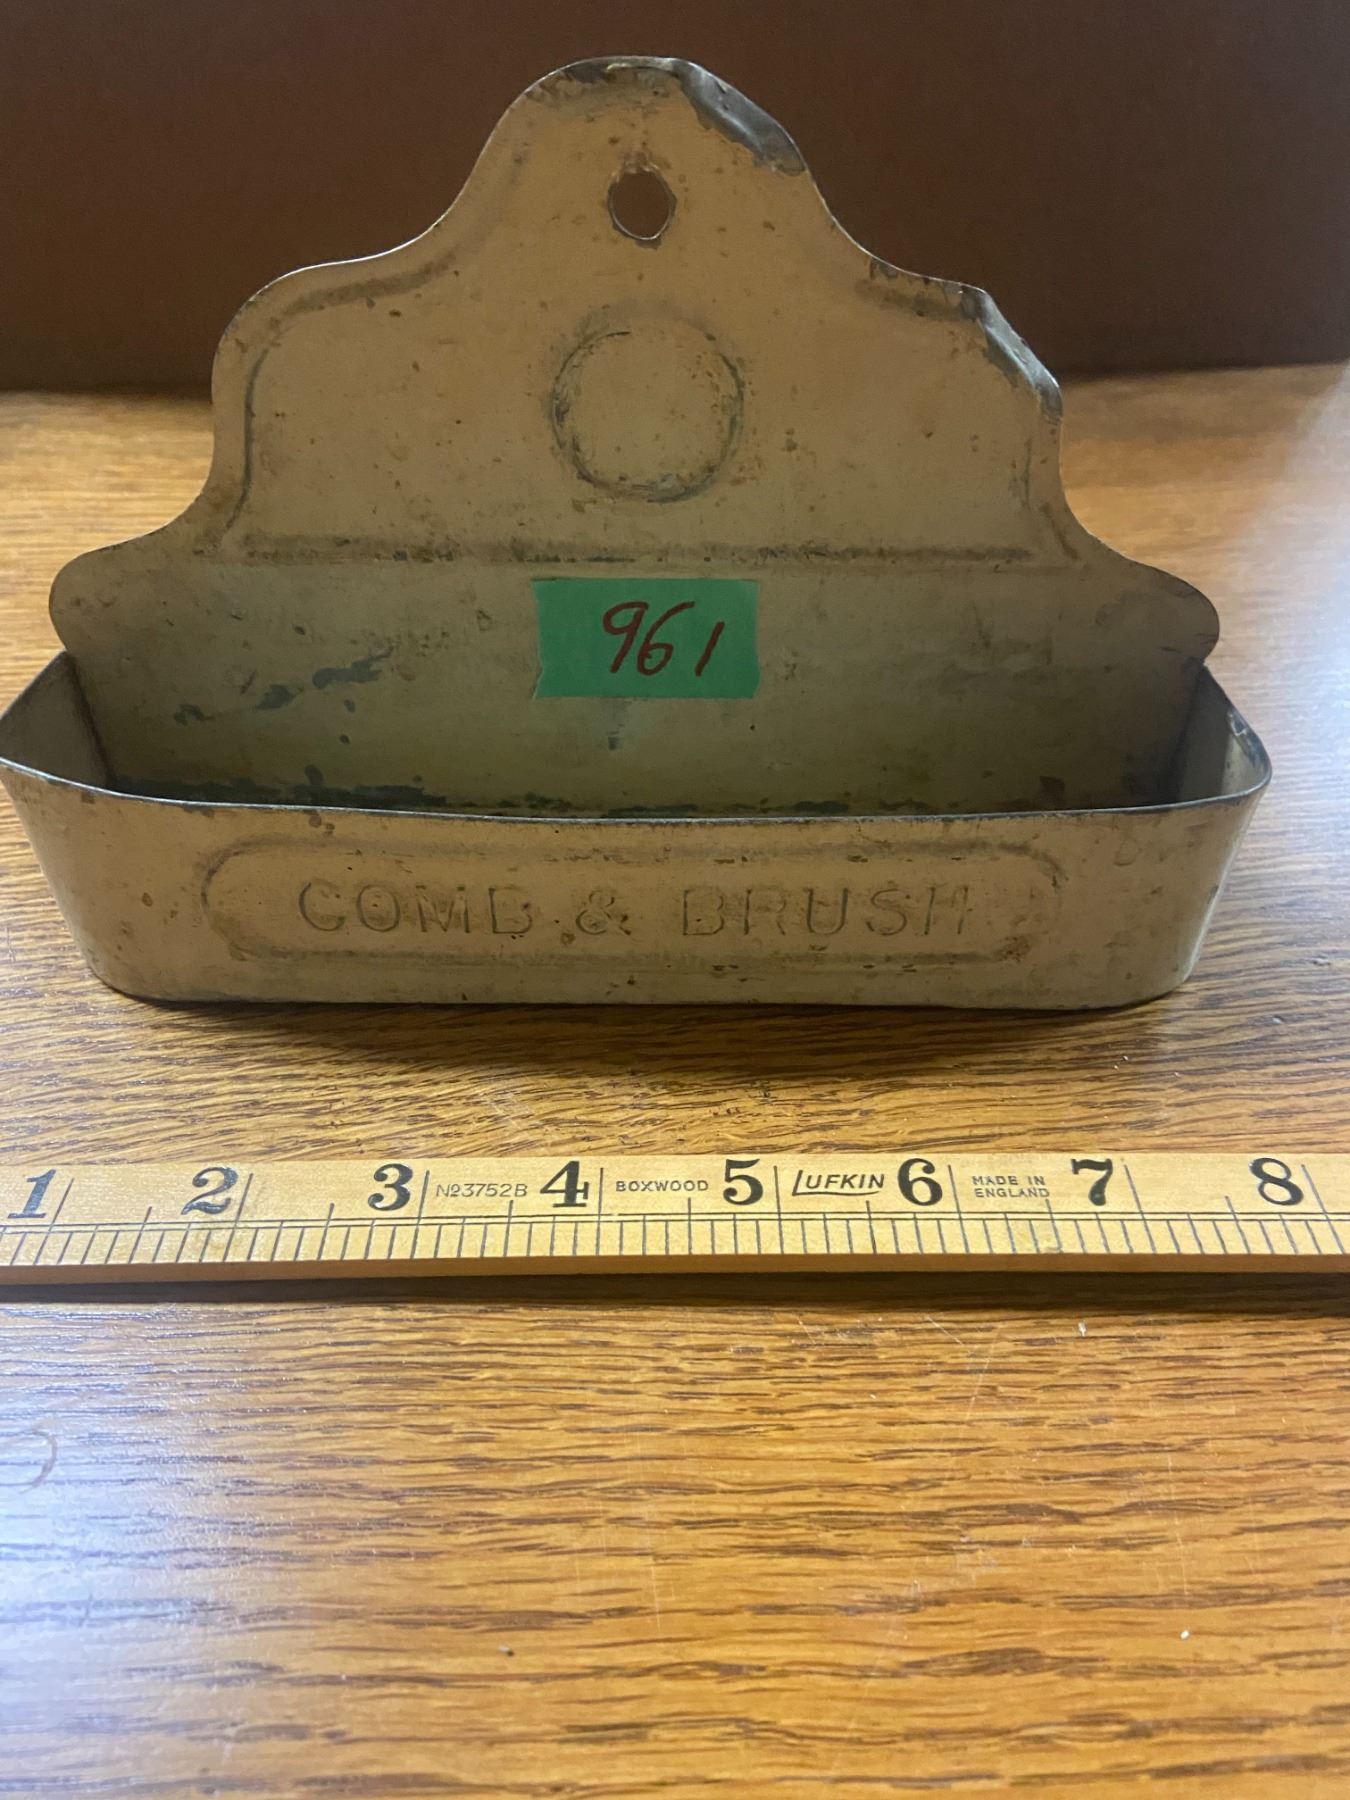 961
COMB & BRUSH
1 2 3 No3752B 4 BOXWOOD 5 LUFKIN 6 MADE IN ENGLAND 7 8